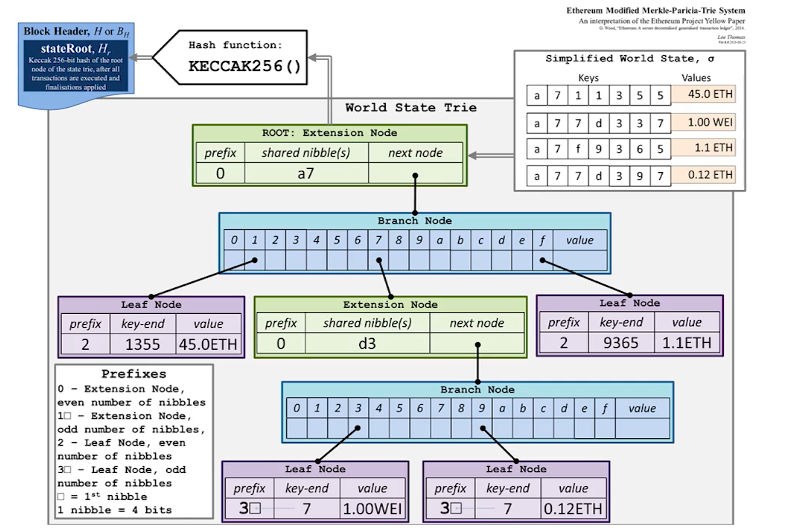 Ethereum Modified Merkle-Paricia-Trie System
An interpretation of the Ethereum Project Yellow Paper
G. Wood, "Ethereum: A secure decentralised generalised transaction ledger", 2014.
Lee Thomas
Block Header, H or B_H
stateRoot, H_r
Keccak 256-bit hash of the root
node of the state trie, after all
transactions are executed and
finalisations applied
Hash function:
KECCAK256()
Simplified World State, σ
Keys Values
a 7 1 1 3 5 5 45.0 ETH
a 7 7 d 3 3 7 1.00 WEI
a 7 f 9 3 6 5 1.1 ETH
a 7 7 d 3 9 7 0.12 ETH
World State Trie
ROOT: Extension Node
prefix shared nibble(s) next node
0 a7
Branch Node
0 1 2 3 4 5 6 7 8 9 a b c d e f value
Leaf Node
prefix key-end value
2 1355 45.0ETH
Extension Node
prefix shared nibble(s) next node
0 d3
Leaf Node
prefix key-end value
2 9365 1.1ETH
Prefixes
0 - Extension Node,
even number of nibbles
1□ - Extension Node,
odd number of nibbles,
2 - Leaf Node, even
number of nibbles
3□ - Leaf Node, odd
number of nibbles
□ = 1st nibble
1 nibble = 4 bits
Branch Node
0 1 2 3 4 5 6 7 8 9 a b c d e f value
Leaf Node
prefix key-end value
3□ 7 1.00WEI
Leaf Node
prefix key-end value
3□ 7 0.12ETH